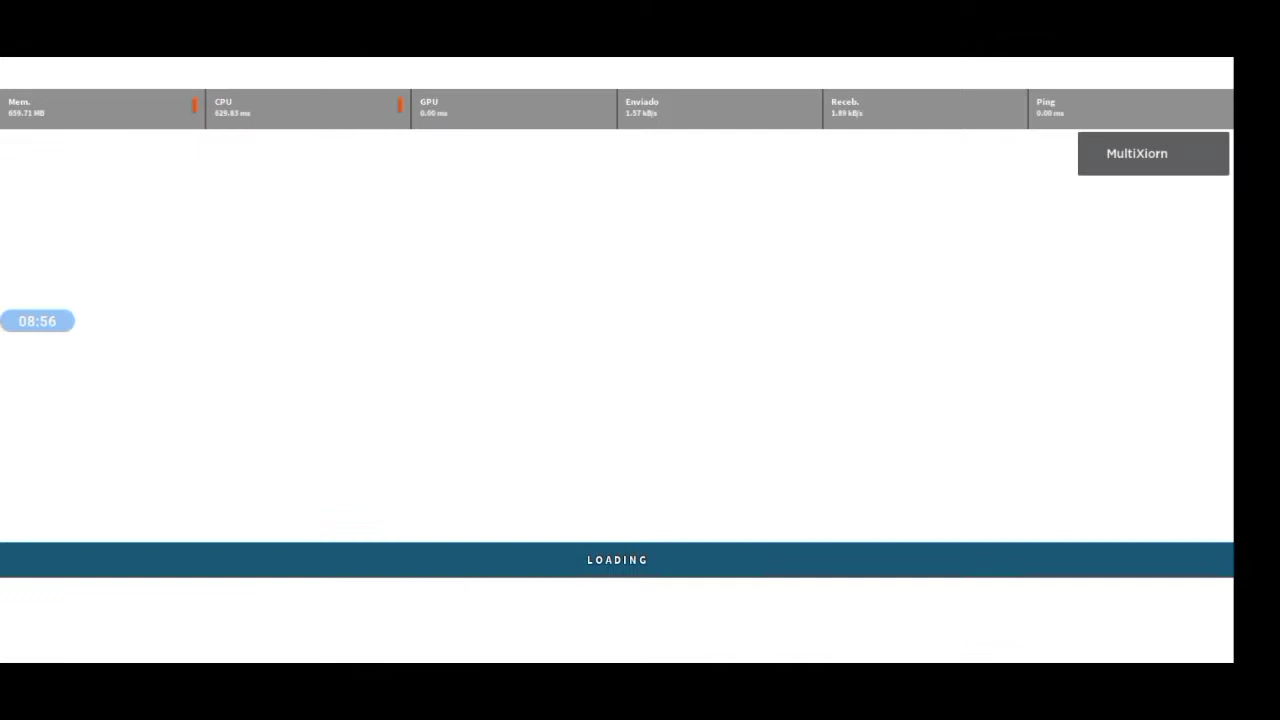 Mem. CPU GPU Enviado Receb. Ping
659.71 MB 629.83 ms 0.00 ms 1.57 kB/s 1.89 kB/s 0.00 ms
MultiXiorn
08:56
LOADING